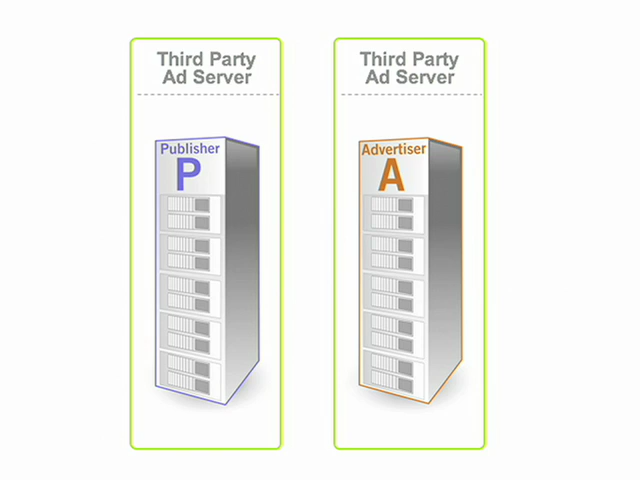 Third Party
Ad Server
Publisher
P
Third Party
Ad Server
Advertiser
A